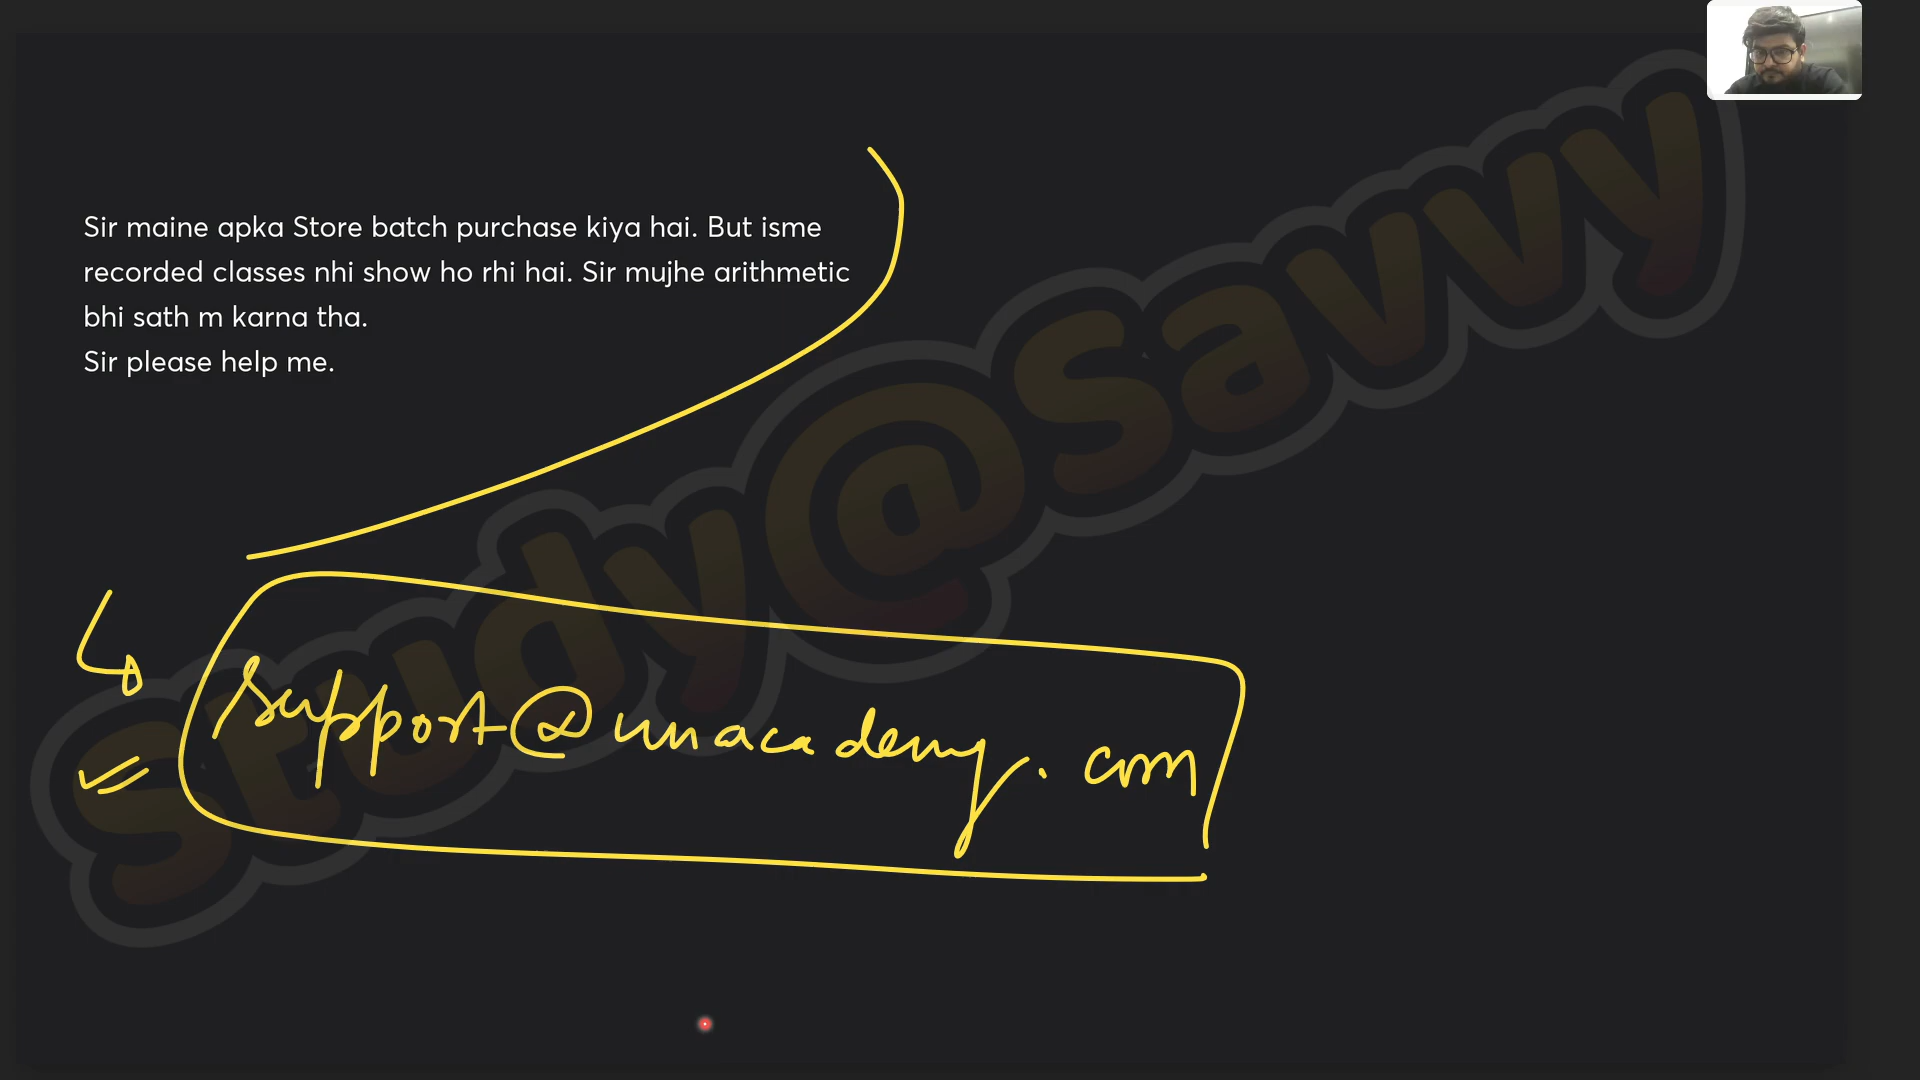 Sir maine apka Store batch purchase kiya hai. But isme
recorded classes nhi show ho rhi hai. Sir mujhe arithmetic
bhi sath m karna tha.
Sir please help me.
Study@savvy
support@unacademy.com